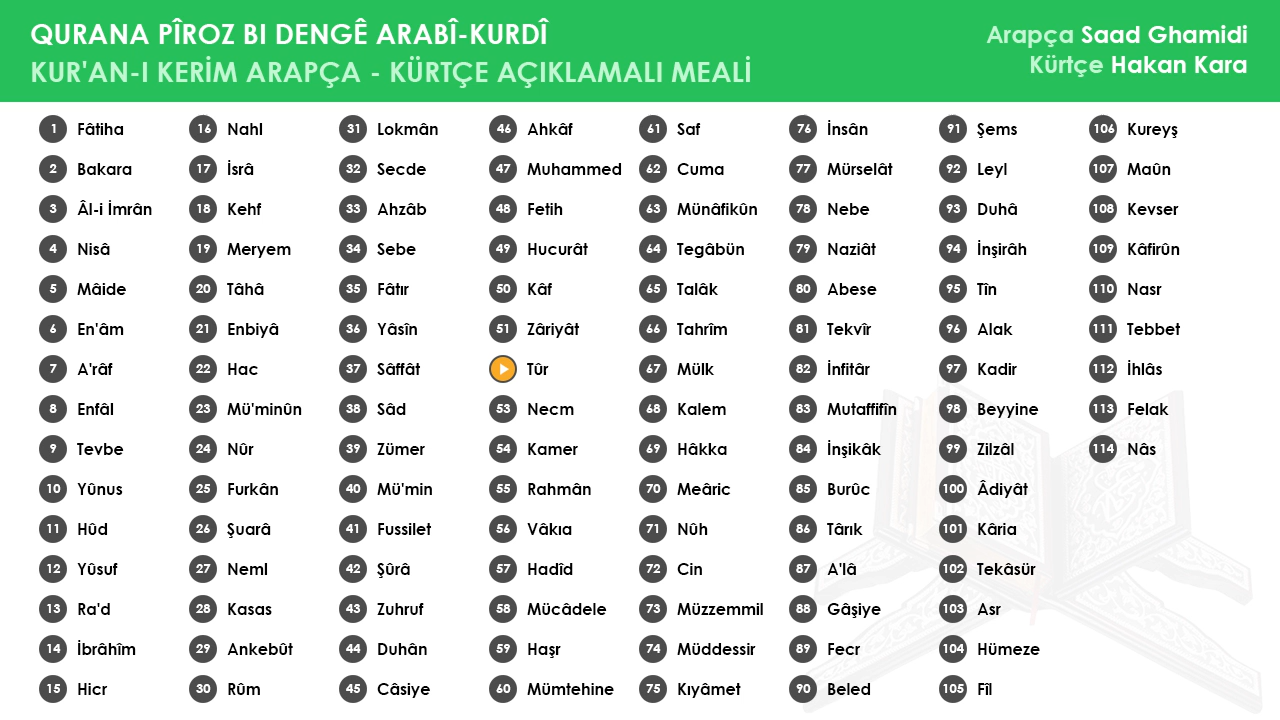 QURANA PÎROZ BI DENGÊ ARABÎ-KURDÎ
KUR'AN-I KERİM ARAPÇA - KÜRTÇE AÇIKLAMALI MEALİ
Arapça Saad Ghamidi
Kürtçe Hakan Kara
1 Fâtiha
2 Bakara
3 Âl-i İmrân
4 Nisâ
5 Mâide
6 En'âm
7 A'râf
8 Enfâl
9 Tevbe
10 Yûnus
11 Hûd
12 Yûsuf
13 Ra'd
14 İbrâhîm
15 Hicr
16 Nahl
17 İsrâ
18 Kehf
19 Meryem
20 Tâhâ
21 Enbiyâ
22 Hac
23 Mü'minûn
24 Nûr
25 Furkân
26 Şuarâ
27 Neml
28 Kasas
29 Ankebût
30 Rûm
31 Lokmân
32 Secde
33 Ahzâb
34 Sebe
35 Fâtır
36 Yâsîn
37 Sâffât
38 Sâd
39 Zümer
40 Mü'min
41 Fussilet
42 Şûrâ
43 Zuhruf
44 Duhân
45 Câsiye
46 Ahkâf
47 Muhammed
48 Fetih
49 Hucurât
50 Kâf
51 Zâriyât
Tûr
53 Necm
54 Kamer
55 Rahmân
56 Vâkıa
57 Hadîd
58 Mücâdele
59 Haşr
60 Mümtehine
61 Saf
62 Cuma
63 Münâfikûn
64 Tegâbün
65 Talâk
66 Tahrîm
67 Mülk
68 Kalem
69 Hâkka
70 Meâric
71 Nûh
72 Cin
73 Müzzemmil
74 Müddessir
75 Kıyâmet
76 İnsân
77 Mürselât
78 Nebe
79 Naziât
80 Abese
81 Tekvîr
82 İnfitâr
83 Mutaffifîn
84 İnşikâk
85 Burûc
86 Târık
87 A'lâ
88 Gâşiye
89 Fecr
90 Beled
91 Şems
92 Leyl
93 Duhâ
94 İnşirâh
95 Tîn
96 Alak
97 Kadir
98 Beyyine
99 Zilzâl
100 Âdiyât
101 Kâria
102 Tekâsür
103 Asr
104 Hümeze
105 Fîl
106 Kureyş
107 Maûn
108 Kevser
109 Kâfirûn
110 Nasr
111 Tebbet
112 İhlâs
113 Felak
114 Nâs